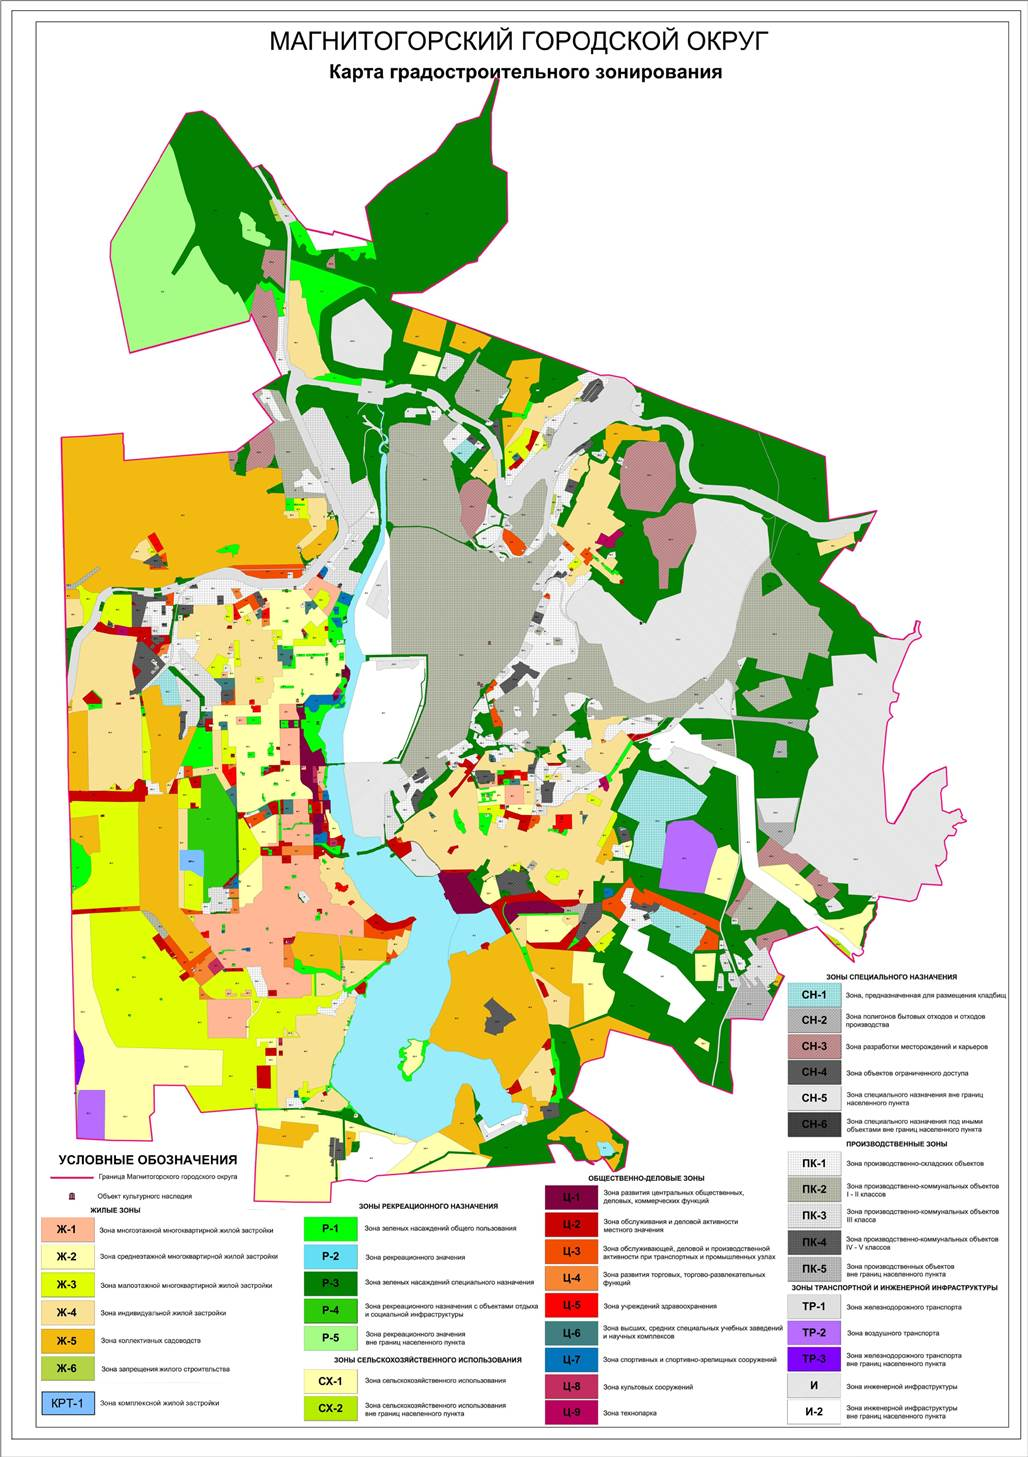 МАГНИТОГОРСКИЙ ГОРОДСКОЙ ОКРУГ
Карта градостроительного зонирования
УСЛОВНЫЕ ОБОЗНАЧЕНИЯ
Граница Магнитогорского городского округа
Объект культурного наследия
ЖИЛЫЕ ЗОНЫ
Ж-1 Зона многоэтажной многоквартирной жилой застройки
Ж-2 Зона среднеэтажной многоквартирной жилой застройки
Ж-3 Зона малоэтажной многоквартирной жилой застройки
Ж-4 Зона индивидуальной жилой застройки
Ж-5 Зона коллективных садоводств
Ж-6 Зона запрещения жилого строительства
КРТ-1 Зона комплексной жилой застройки
ЗОНЫ РЕКРЕАЦИОННОГО НАЗНАЧЕНИЯ
Р-1 Зона зеленых насаждений общего пользования
Р-2 Зона рекреационного значения
Р-3 Зона зеленых насаждений специального назначения
Р-4 Зона рекреационного назначения с объектами отдыха
и социальной инфраструктуры
Р-5 Зона рекреационного значения
вне границ населенного пункта
ЗОНЫ СЕЛЬСКОХОЗЯЙСТВЕННОГО ИСПОЛЬЗОВАНИЯ
СХ-1 Зона сельскохозяйственного использования
СХ-2 Зона сельскохозяйственного использования
вне границ населенного пункта
ОБЩЕСТВЕННО-ДЕЛОВЫЕ ЗОНЫ
Ц-1 Зона развития центральных общественных,
деловых, коммерческих функций
Ц-2 Зона обслуживания и деловой активности
местного значения
Ц-3 Зона обслуживающей, деловой и производственной
активности при транспортных и промышленных узлах
Ц-4 Зона развития торговых, торгово-развлекательных
функций
Ц-5 Зона учреждений здравоохранения
Ц-6 Зона высших, средних специальных учебных заведений
и научных комплексов
Ц-7 Зона спортивных и спортивно-зрелищных сооружений
Ц-8 Зона культовых сооружений
Ц-9 Зона технопарка
ЗОНЫ СПЕЦИАЛЬНОГО НАЗНАЧЕНИЯ
СН-1 Зона, предназначенная для размещения кладбищ
СН-2 Зона полигонов бытовых отходов и отходов
производства
СН-3 Зона разработки месторождений и карьеров
СН-4 Зона объектов ограниченного доступа
СН-5 Зона специального назначения вне границ
населенного пункта
СН-6 Зона специального назначения под иными
объектами вне границ населенного пункта
ПРОИЗВОДСТВЕННЫЕ ЗОНЫ
ПК-1 Зона производственно-складских объектов
ПК-2 Зона производственно-коммунальных объектов
I - II классов
ПК-3 Зона производственно-коммунальных объектов
III класса
ПК-4 Зона производственно-коммунальных объектов
IV - V классов
ПК-5 Зона производственных объектов
вне границ населенного пункта
ЗОНЫ ТРАНСПОРТНОЙ И ИНЖЕНЕРНОЙ ИНФРАСТРУКТУРЫ
ТР-1 Зона железнодорожного транспорта
ТР-2 Зона воздушного транспорта
ТР-3 Зона железнодорожного транспорта
вне границ населенного пункта
И Зона инженерной инфраструктуры
И-2 Зона инженерной инфраструктуры
вне границ населенного пункта